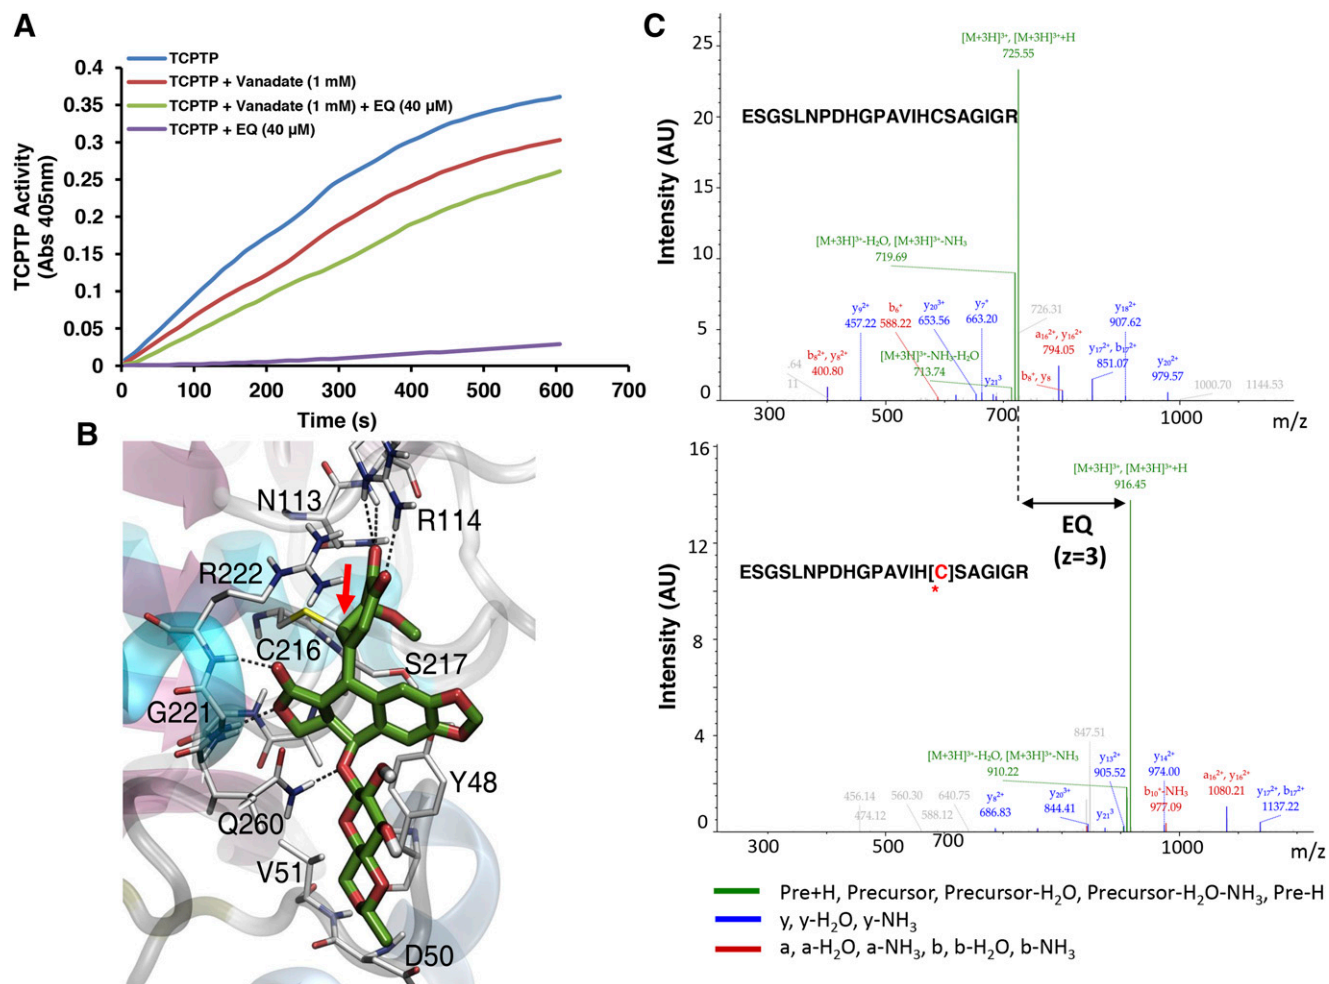 A
TCPTP
TCPTP + Vanadate (1 mM)
TCPTP + Vanadate (1 mM) + EQ (40 µM)
TCPTP + EQ (40 µM)
TCPTP Activity
(Abs 405nm)
0.4
0.35
0.3
0.25
0.2
0.15
0.1
0.05
0
0 100 200 300 400 500 600 700
Time (s)
B
N113
R114
R222
C216
S217
G221
Y48
Q260
V51
D50
C
Intensity (AU)
25
20
15
10
5
0
[M+3H]³⁺, [M+3H]³⁺+H
725.55
ESGSLNPDHGPAVIHCSAGIGR
[M+3H]³⁺-H₂O, [M+3H]³⁺-NH₃
719.69
y₉²⁺
457.22
b₆⁺
588.22
y₂₀³⁺
653.56
y₇⁺
663.20
726.31
y₁₈²⁺
907.62
a₁₆²⁺, y₁₆²⁺
794.05
y₁₇²⁺, b₁₇²⁺
851.07
b₈²⁺, y₈²⁺
400.80
[M+3H]³⁺-NH₃-H₂O
713.74
y₂₁³
b₈⁺, y₈
y₂₀²⁺
979.57
.64
11
1000.70
1144.53
300 500 700 1000 m/z
Intensity (AU)
16
12
8
4
0
[M+3H]³⁺, [M+3H]³⁺+H
916.45
EQ
(z=3)
ESGSLNPDHGPAVIH[C]SAGIGR
*
847.51
[M+3H]³⁺-H₂O, [M+3H]³⁺-NH₃
910.22
y₁₃²⁺
905.52
y₁₄²⁺
974.00
a₁₆²⁺, y₁₆²⁺
1080.21
b₁₀⁺-NH₃
977.09
y₁₇²⁺, b₁₇²⁺
1137.22
456.14
474.12
560.30
588.12
640.75
y₈²⁺
686.83
y₂₀³⁺
844.41
y₂₁³
300 500 700 1000 m/z
Pre+H, Precursor, Precursor-H₂O, Precursor-H₂O-NH₃, Pre-H
y, y-H₂O, y-NH₃
a, a-H₂O, a-NH₃, b, b-H₂O, b-NH₃